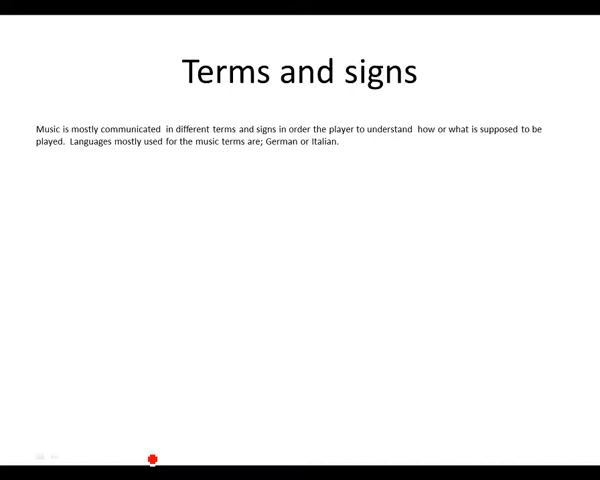 Terms and signs
Music is mostly communicated in different terms and signs in order the player to understand how or what is supposed to be
played. Languages mostly used for the music terms are; German or Italian.